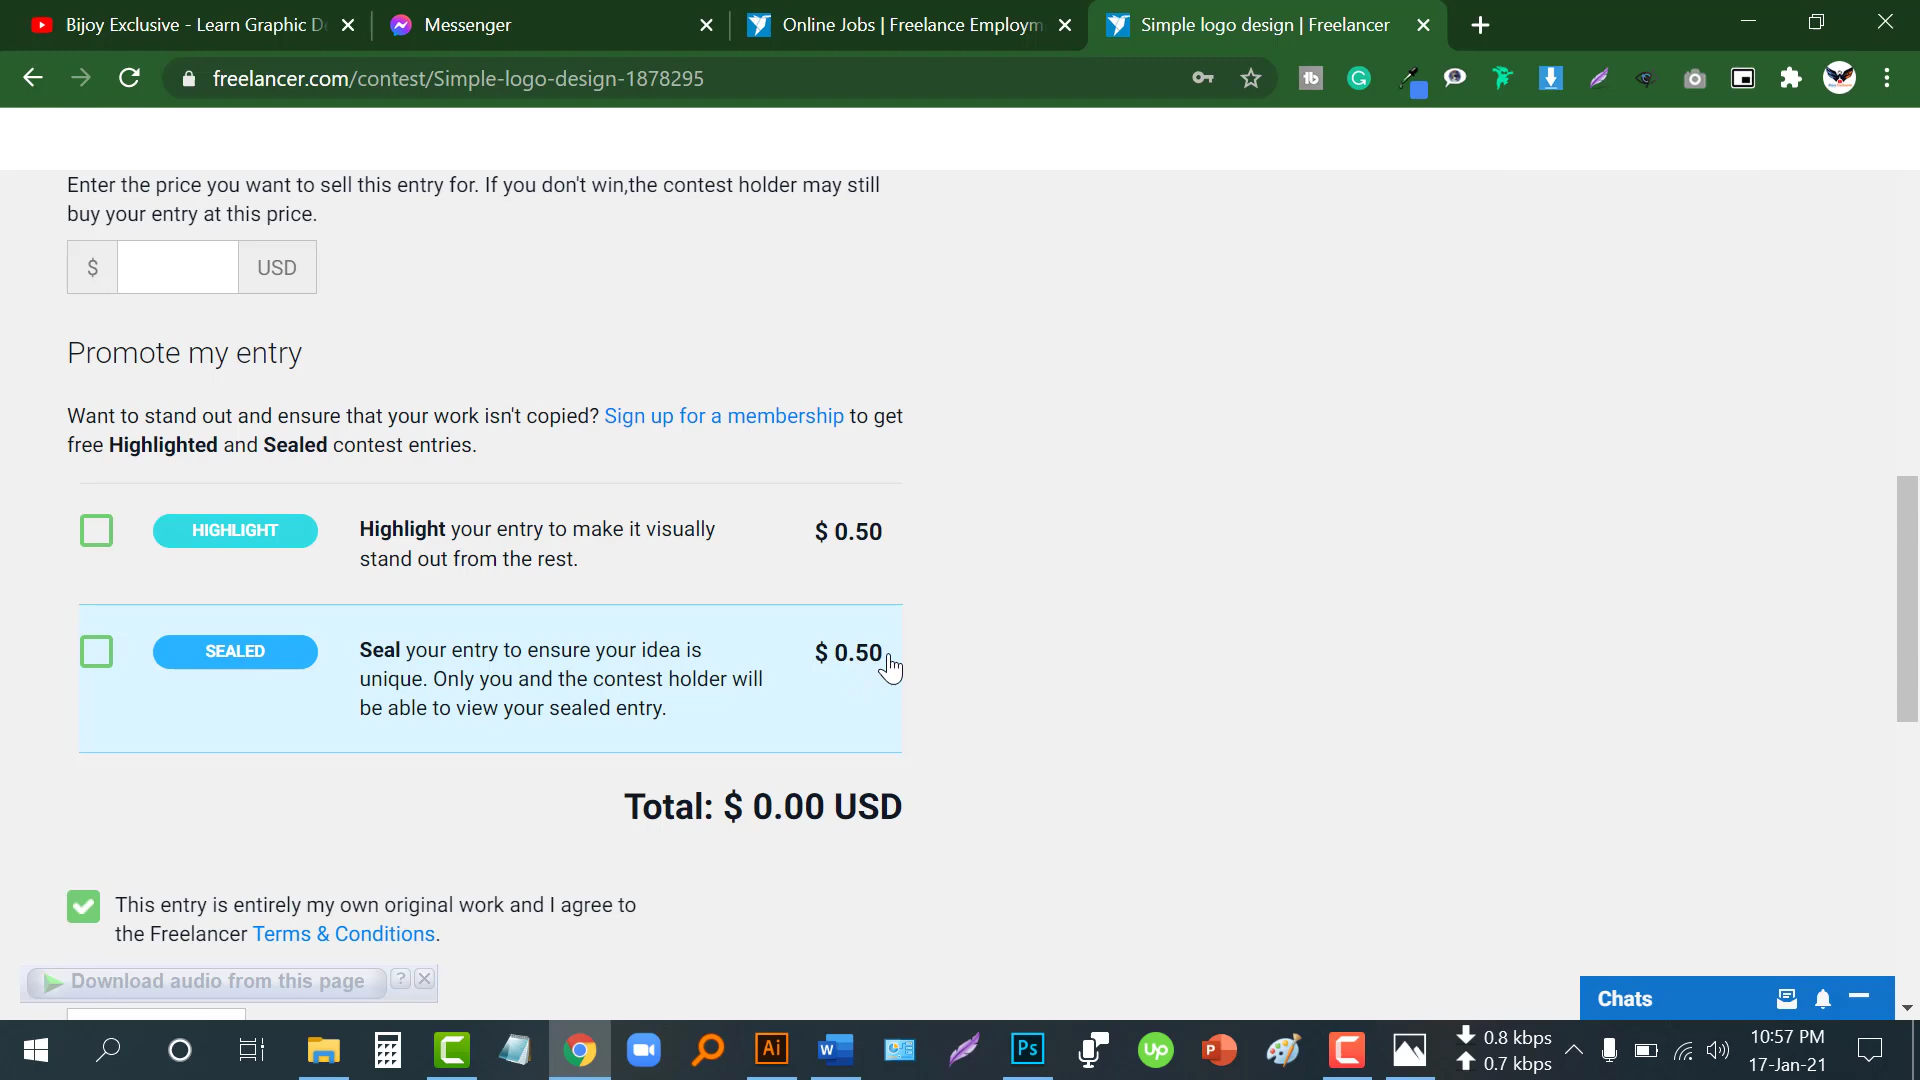 Bijoy Exclusive - Learn Graphic D
Messenger
Online Jobs | Freelance Employm
Simple logo design | Freelancer
freelancer.com/contest/Simple-logo-design-1878295
Enter the price you want to sell this entry for. If you don't win,the contest holder may still
buy your entry at this price.
$ USD
Promote my entry
Want to stand out and ensure that your work isn't copied? Sign up for a membership to get
free Highlighted and Sealed contest entries.
HIGHLIGHT
Highlight your entry to make it visually
stand out from the rest.
$ 0.50
SEALED
Seal your entry to ensure your idea is
unique. Only you and the contest holder will
be able to view your sealed entry.
$ 0.50
Total: $ 0.00 USD
This entry is entirely my own original work and I agree to
the Freelancer Terms & Conditions.
Download audio from this page
?
Chats
Ai
W
Ps
Up
P
0.8 kbps
0.7 kbps
10:57 PM
17-Jan-21